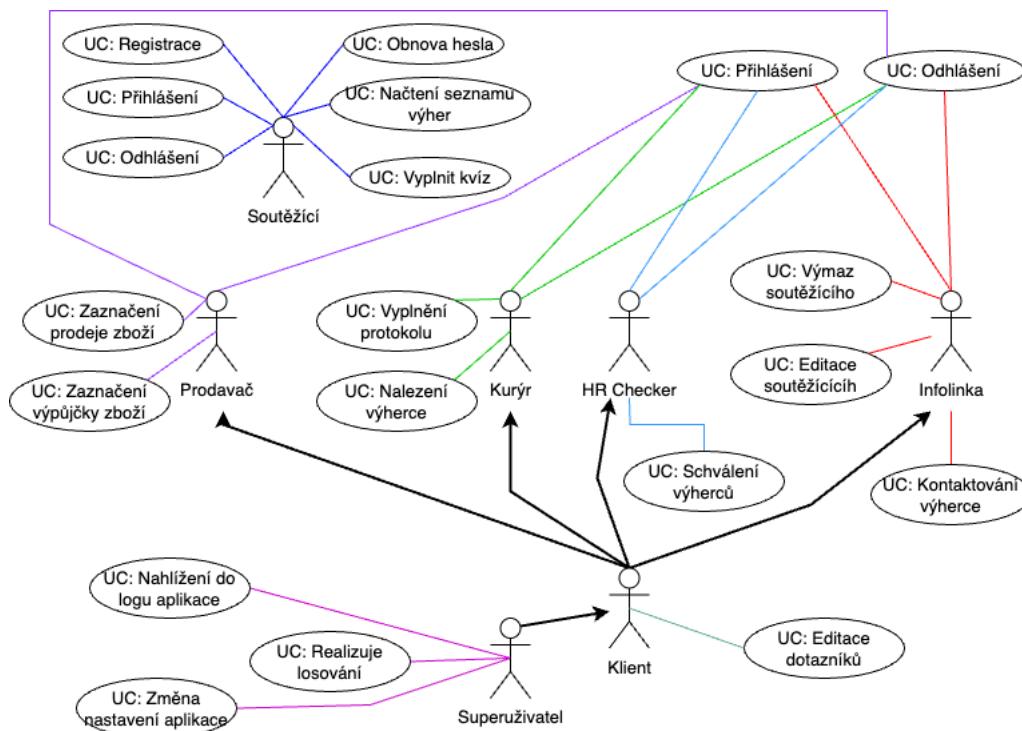 UC: Registrace
UC: Obnova hesla
UC: Přihlášení
UC: Odhlášení
UC: Přihlášení
UC: Načtení seznamu
výher
UC: Odhlášení
UC: Vyplnit kvíz
Soutěžící
UC: Zaznačení
prodeje zboží
UC: Vyplnění
protokolu
UC: Výmaz
soutěžícího
UC: Zaznačení
výpůjčky zboží
Prodavač
UC: Nalezení
výherce
Kurýr
HR Checker
UC: Editace
soutěžícícíh
Infolinka
UC: Schválení
výherců
UC: Kontaktování
výherce
UC: Nahlížení do
logu aplikace
UC: Realizuje
losování
Klient
UC: Editace
dotazníků
UC: Změna
nastavení aplikace
Superuživatel